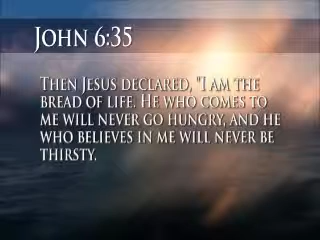 John 6:35
Then Jesus declared, "I am the
bread of life. He who comes to
me will never go hungry, and he
who believes in me will never be
thirsty.